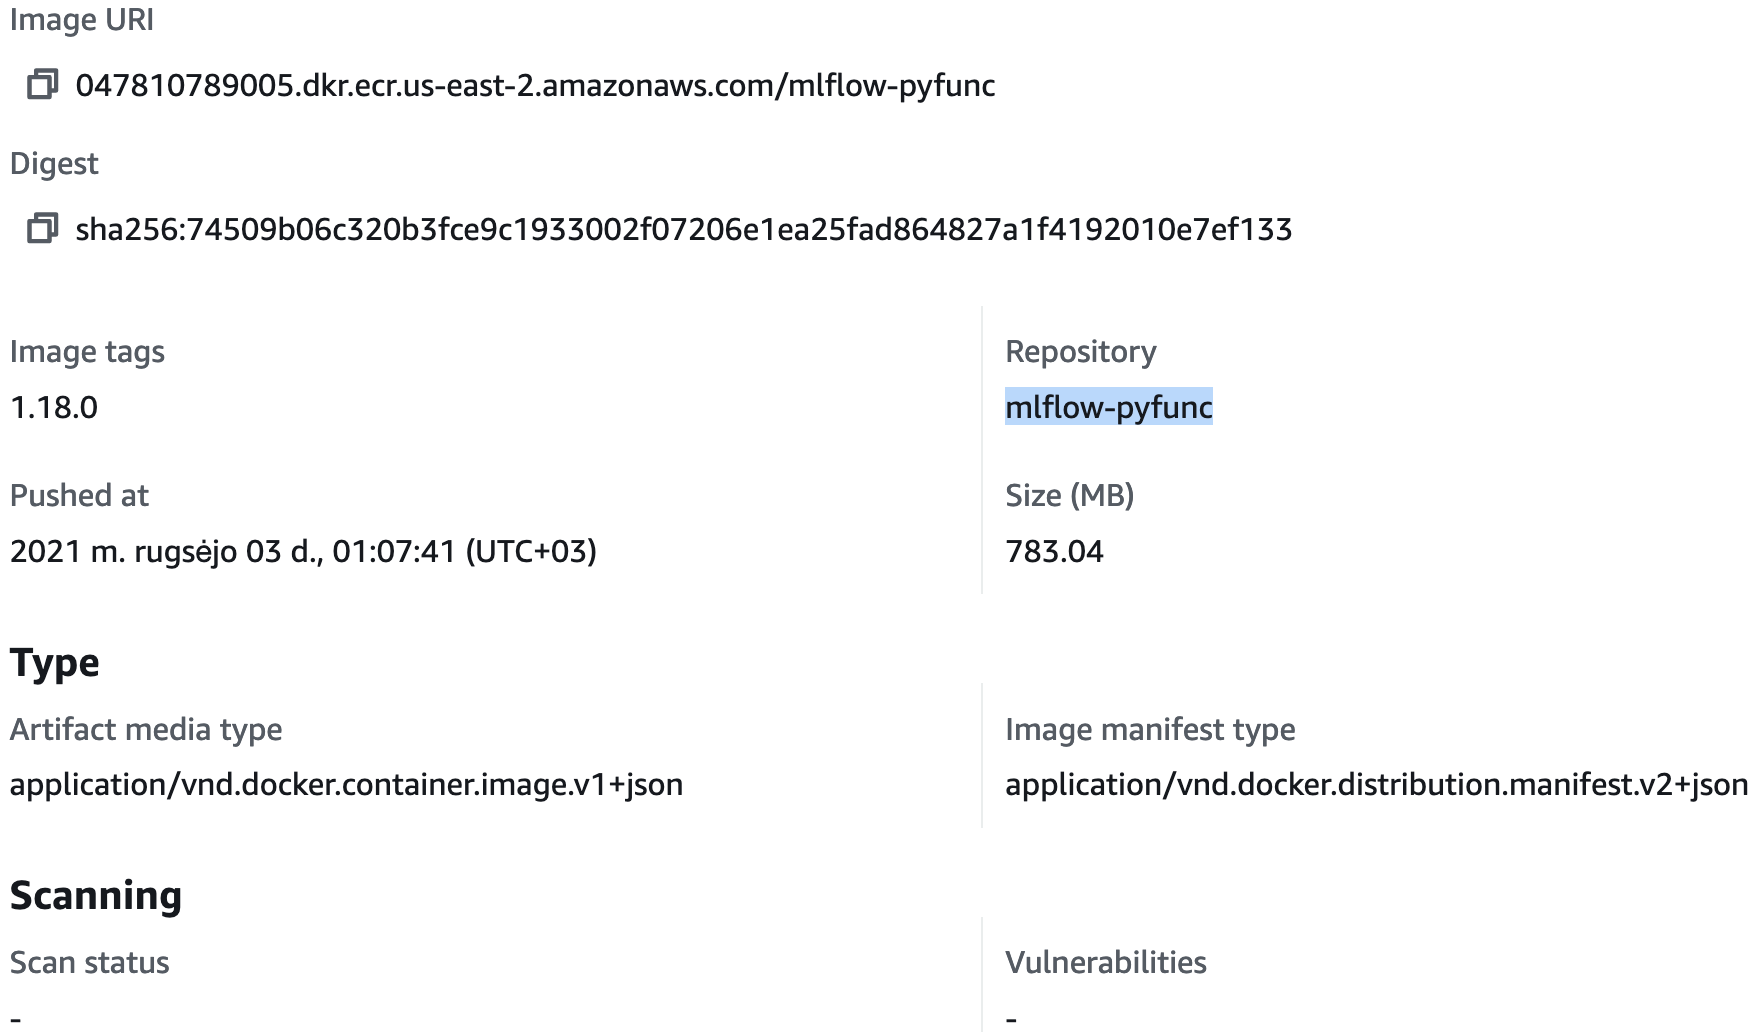 Image URI
047810789005.dkr.ecr.us-east-2.amazonaws.com/mlflow-pyfunc
Digest
sha256:74509b06c320b3fce9c1933002f07206e1ea25fad864827a1f4192010e7ef133
Image tags
1.18.0
Repository
mlflow-pyfunc
Pushed at
2021 m. rugsėjo 03 d., 01:07:41 (UTC+03)
Size (MB)
783.04
Type
Artifact media type
application/vnd.docker.container.image.v1+json
Image manifest type
application/vnd.docker.distribution.manifest.v2+json
Scanning
Scan status
-
Vulnerabilities
-